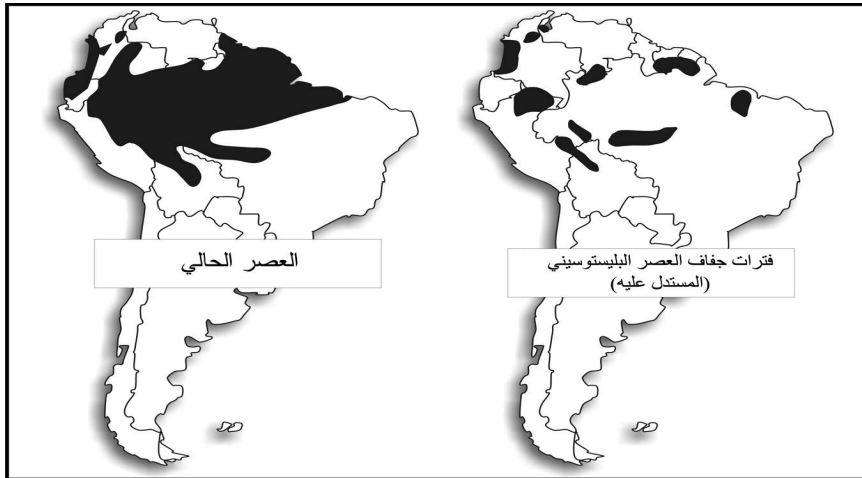 العصر الحالي
فترات جفاف العصر البليستوسيني
(المستدل عليه)